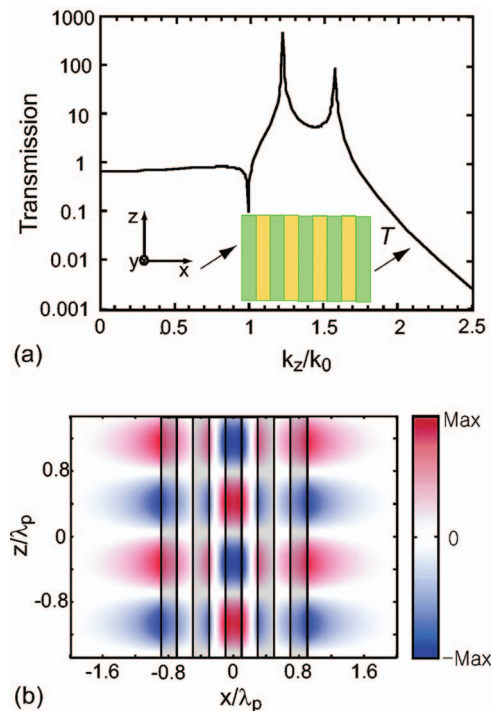 1000
100
10
1
0.1
0.01
0.001
Transmission
z
y
x
T
0 0.5 1 1.5 2 2.5
(a)
k_z/k_0
Max
0
-Max
0.8
0
-0.8
z/λ_p
-1.6 -0.8 0 0.8 1.6
(b)
x/λ_p